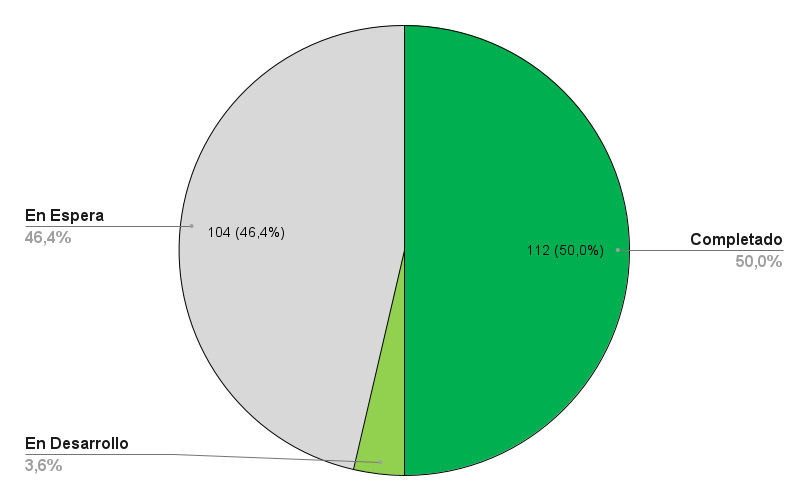 En Espera
46,4%
104 (46,4%)
112 (50,0%)
Completado
50,0%
En Desarrollo
3,6%